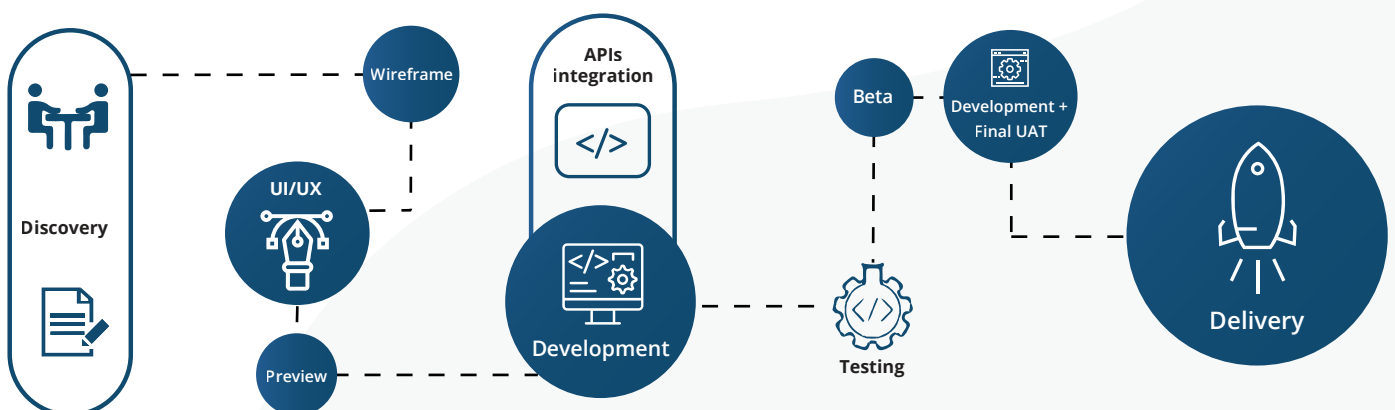 Discovery
Wireframe
UI/UX
Preview
APIs
integration
</>
</>
Development
</>
Testing
Beta
Development +
Final UAT
Delivery